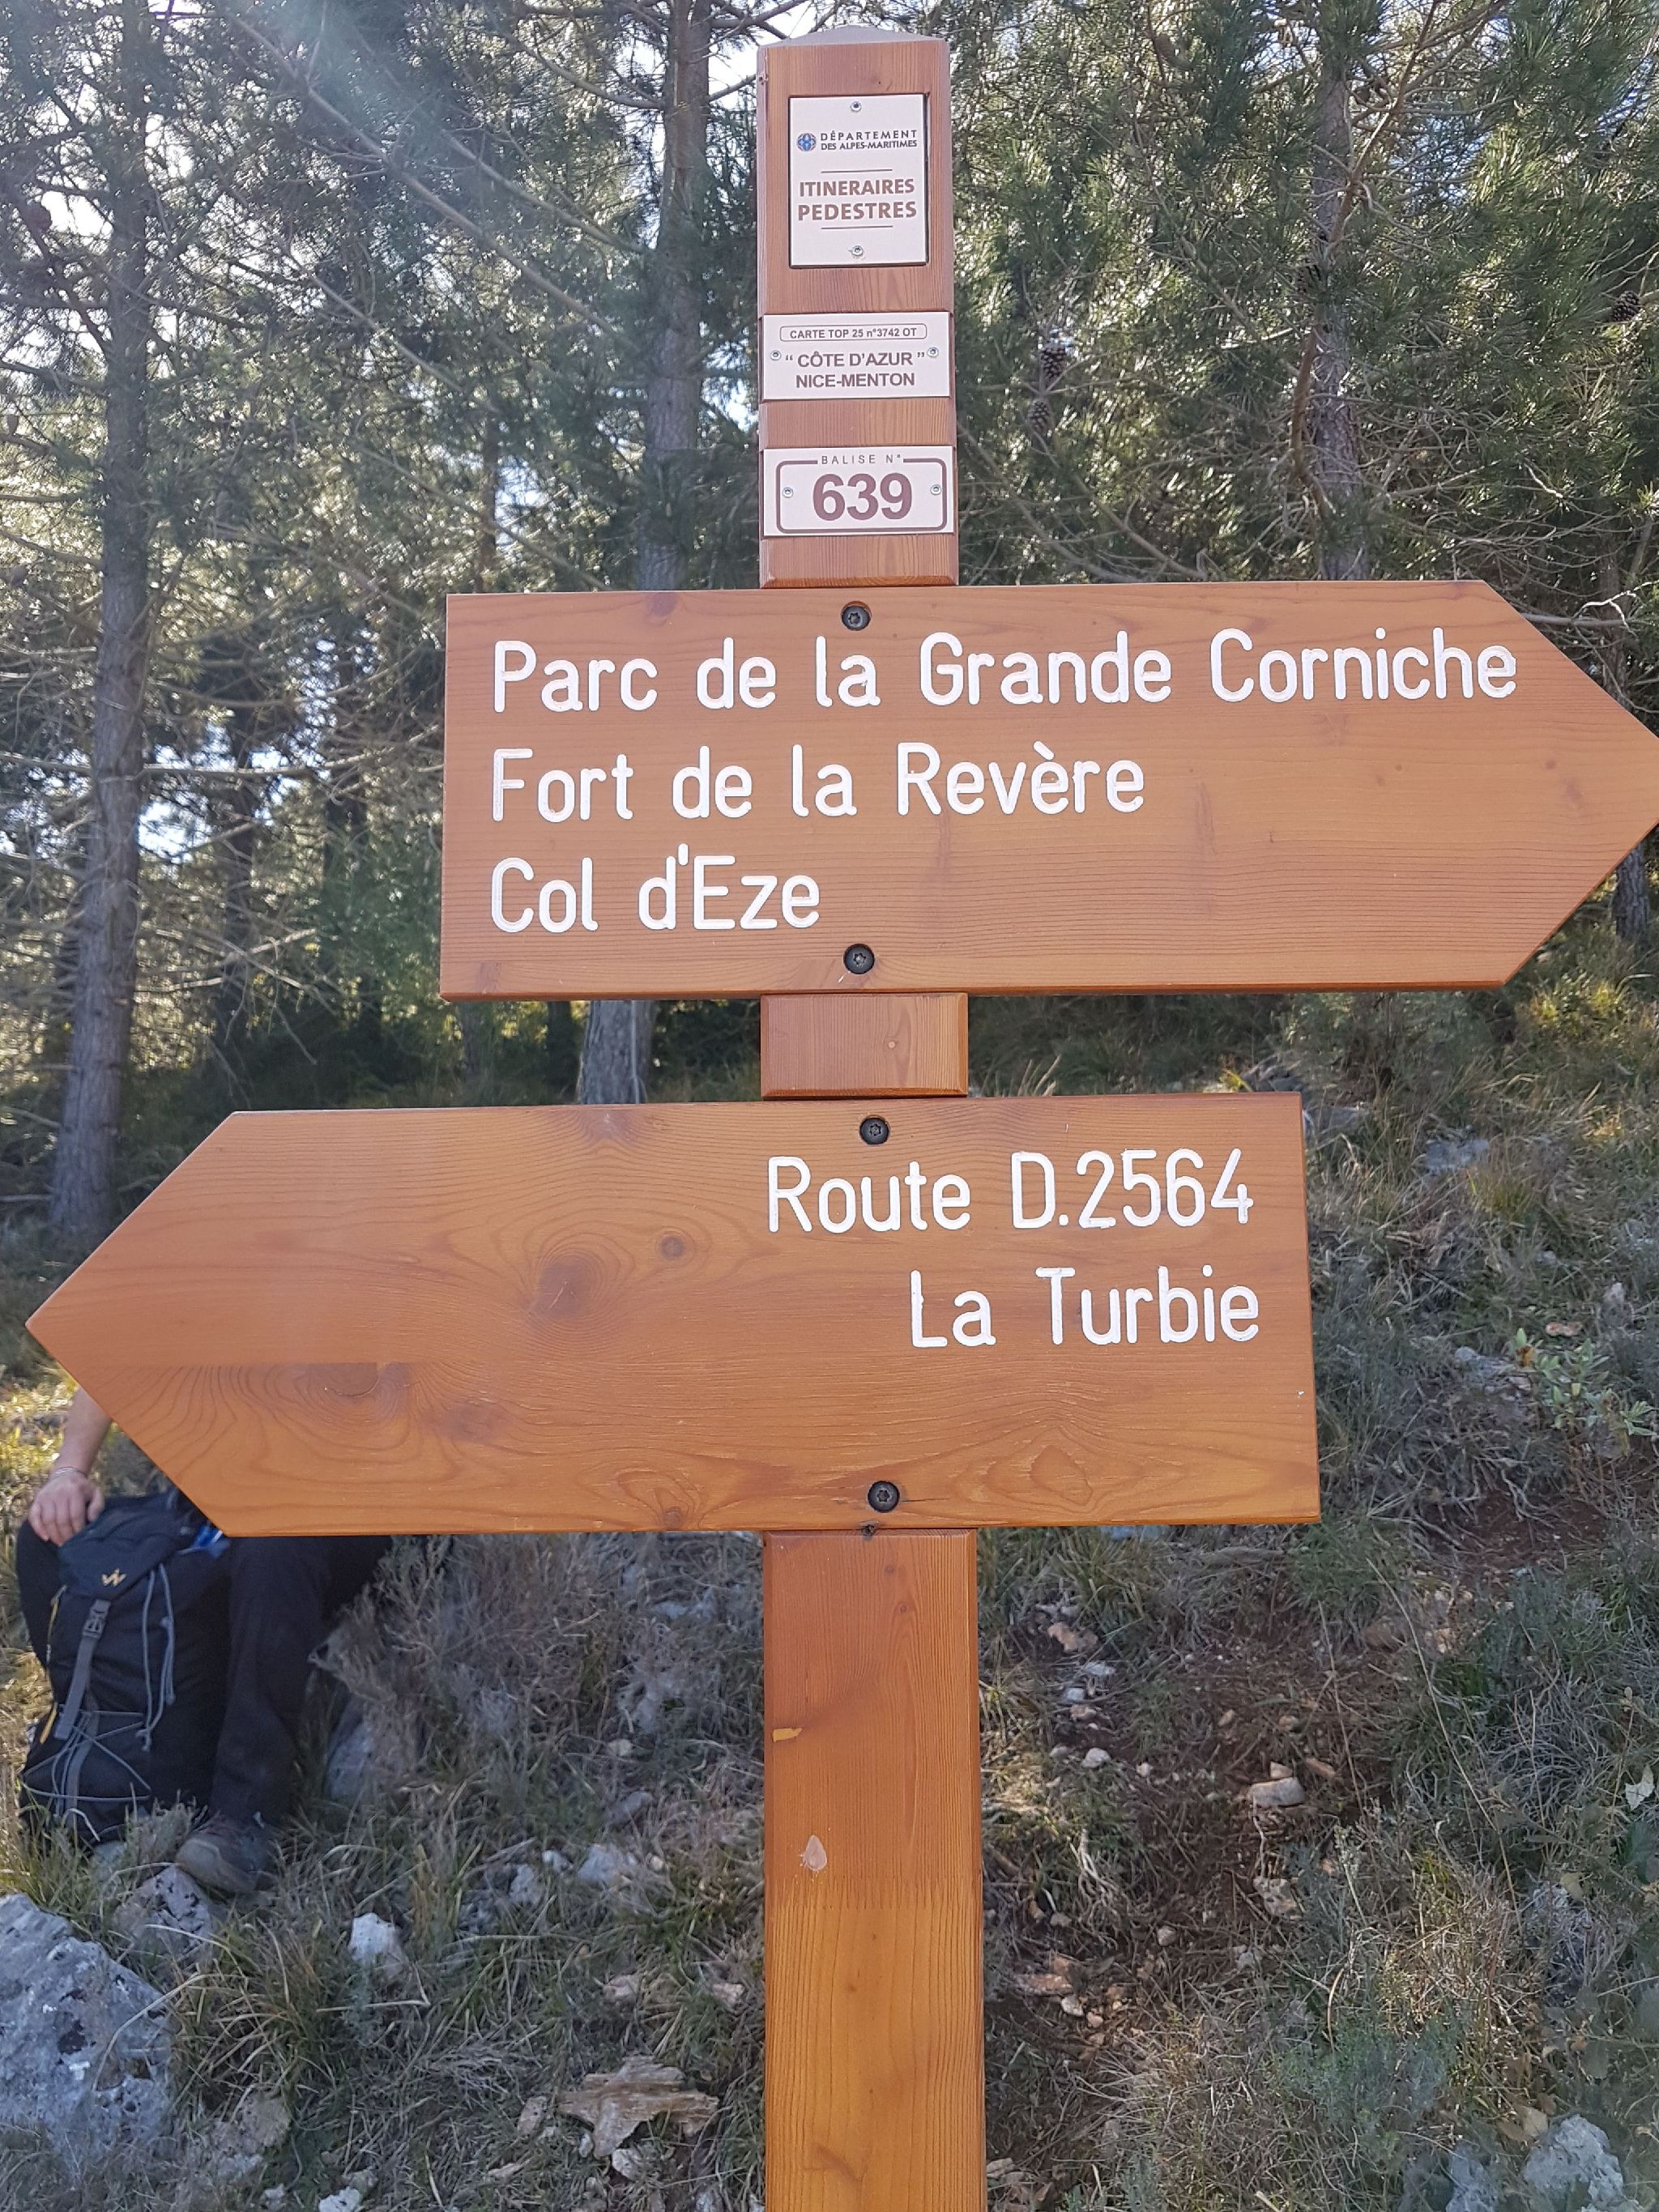 DÉPARTEMENT
DES ALPES-MARITIMES
ITINERAIRES
PEDESTRES
CARTE TOP 25 n°3742 OT
“ CÔTE D'AZUR ”
NICE-MENTON
BALISE N°
639
Parc de la Grande Corniche
Fort de la Revère
Col d'Eze
Route D.2564
La Turbie